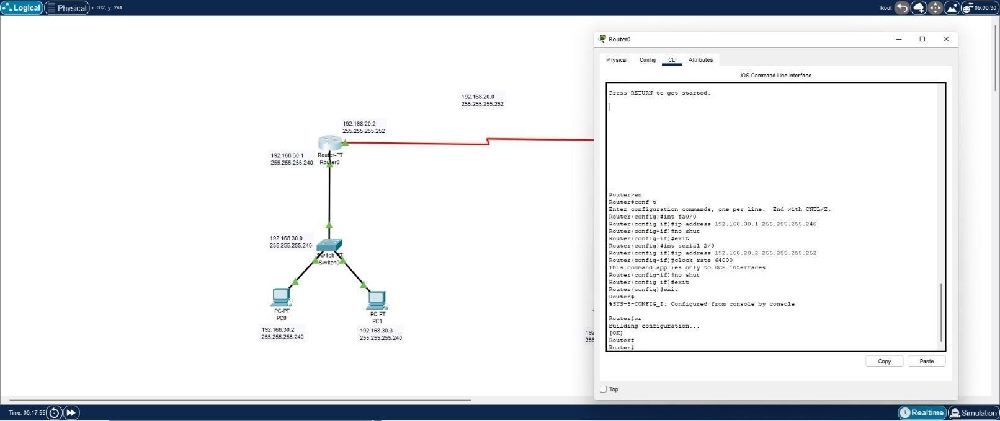 Logical
Physical
x: 662, y: 244
Root
09:00:30
192.168.20.0
255.255.255.252
192.168.20.2
255.255.255.252
192.168.30.1
255.255.255.240
Router-PT
Router0
192.168.30.0
255.255.255.240
Switch-PT
Switch0
PC-PT
PC0
192.168.30.2
255.255.255.240
PC-PT
PC1
192.168.30.3
255.255.255.240
192
255
Router0
Physical
Config
CLI
Attributes
IOS Command Line Interface
Press RETURN to get started.
Router>en
Router#conf t
Enter configuration commands, one per line.  End with CNTL/Z.
Router(config)#int fa0/0
Router(config-if)#ip address 192.168.30.1 255.255.255.240
Router(config-if)#no shut
Router(config-if)#exit
Router(config)#int serial 2/0
Router(config-if)#ip address 192.168.20.2 255.255.255.252
Router(config-if)#clock rate 64000
This command applies only to DCE interfaces
Router(config-if)#no shut
Router(config-if)#exit
Router(config)#exit
Router#
%SYS-5-CONFIG_I: Configured from console by console
Router#wr
Building configuration...
[OK]
Router#
Router#
Copy
Paste
Top
Time: 00:17:55
Realtime
Simulation